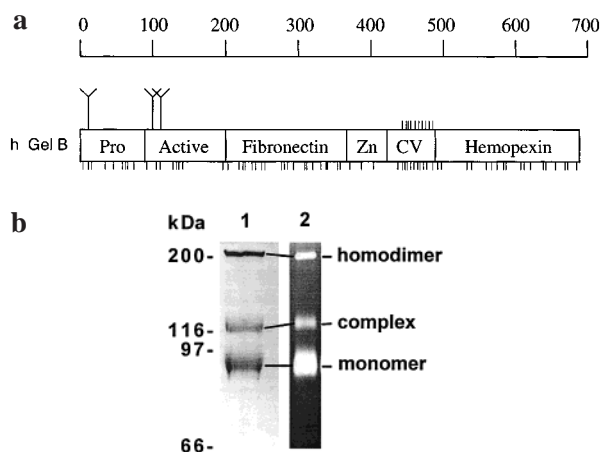 a
0 100 200 300 400 500 600 700
h Gel B Pro Active Fibronectin Zn CV Hemopexin
b
kDa 1 2
200- homodimer
116- complex
97-
monomer
66-